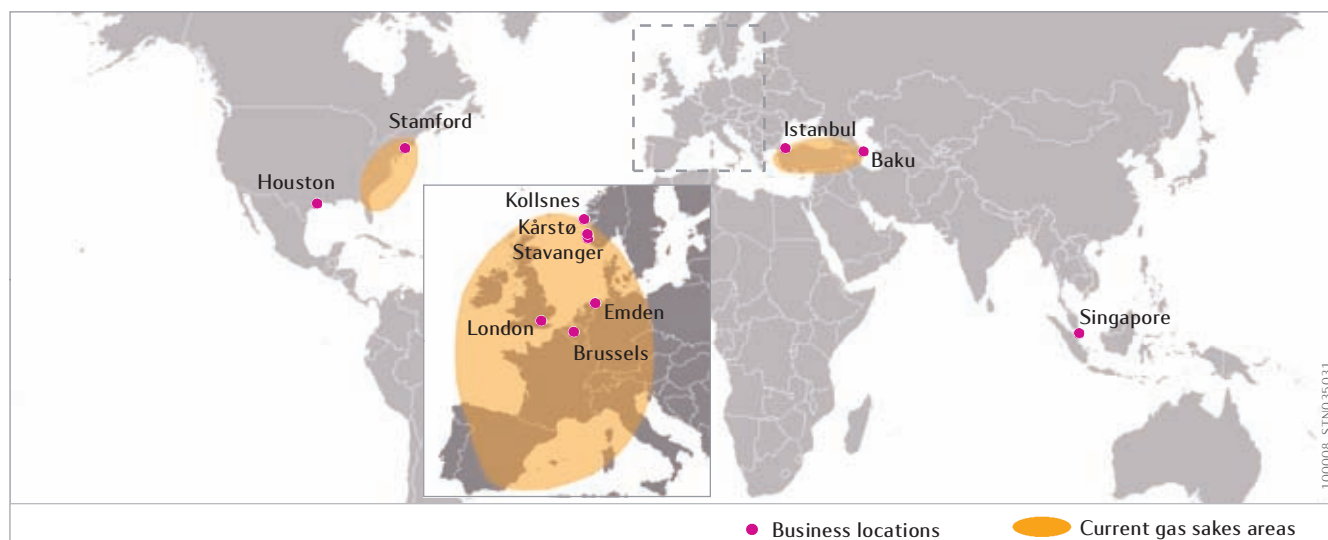 Stamford
Houston
Istanbul
Baku
Kollsnes
Kårstø
Stavanger
Emden
London
Brussels
Singapore
100008_STN035031
Business locations
Current gas sakes areas